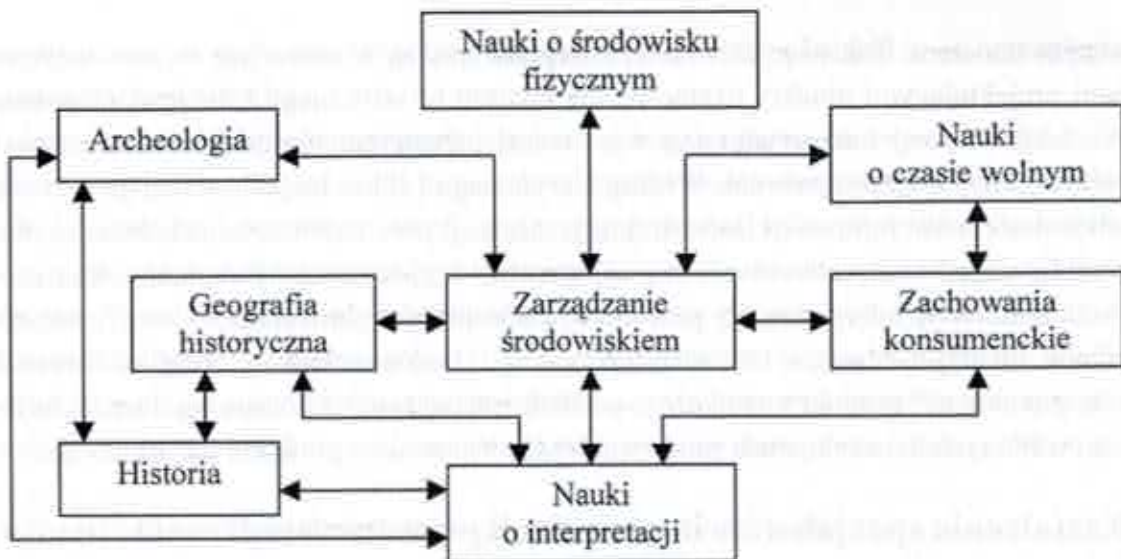 Nauki o środowisku
fizycznym
Archeologia
Nauki
o czasie wolnym
Geografia
historyczna
Zarządzanie
środowiskiem
Zachowania
konsumenckie
Historia
Nauki
o interpretacji